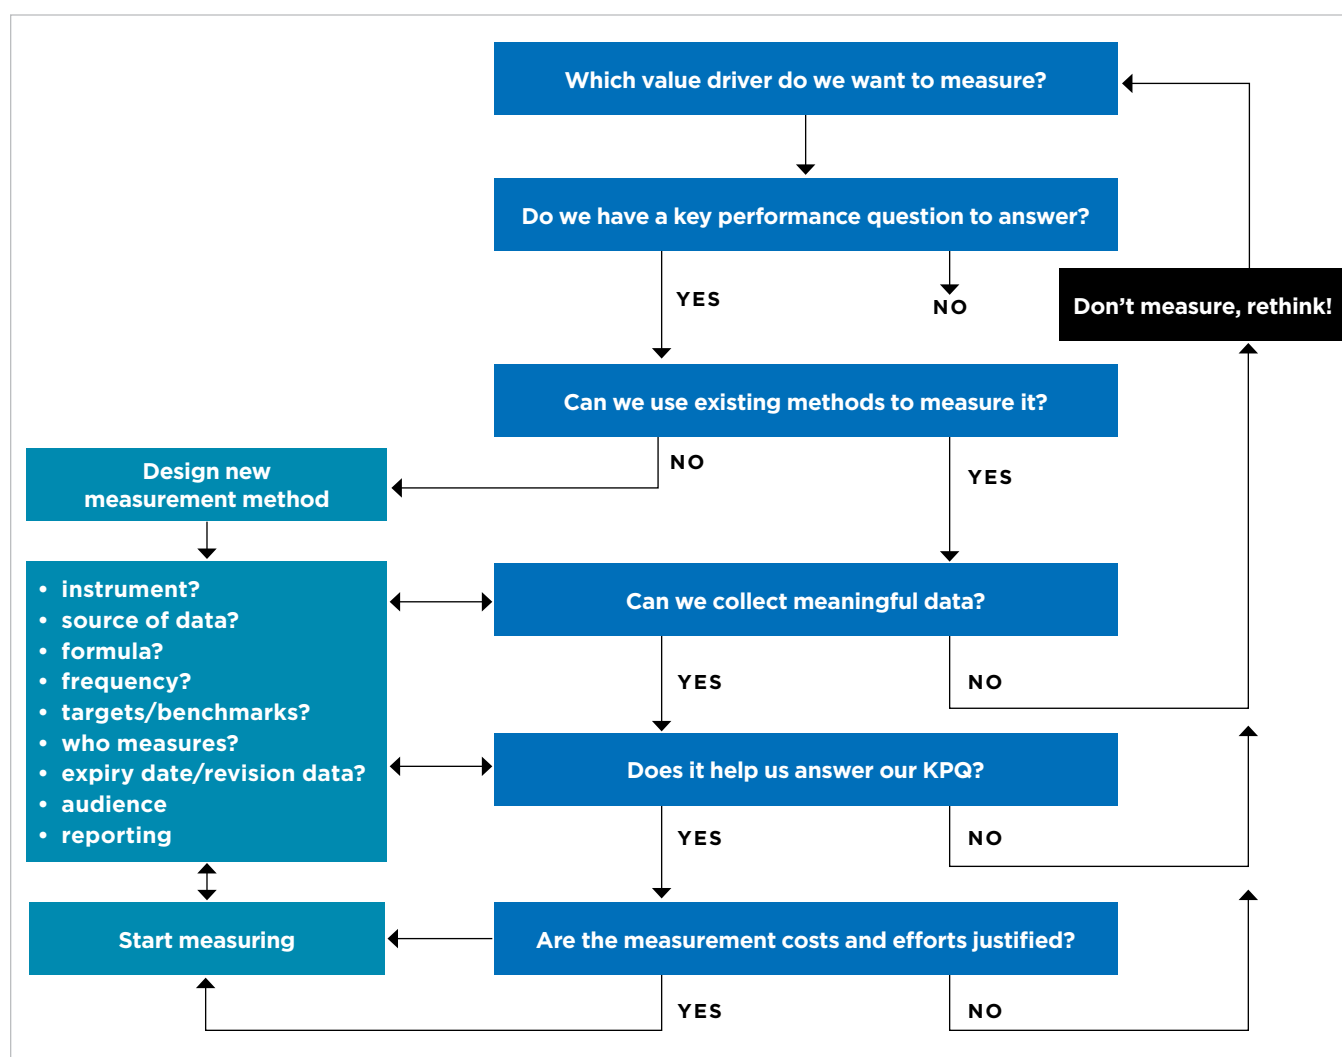 Which value driver do we want to measure?
Do we have a key performance question to answer?
YES
NO
Don't measure, rethink!
Can we use existing methods to measure it?
NO
YES
Design new
measurement method
• instrument?
• source of data?
• formula?
• frequency?
• targets/benchmarks?
• who measures?
• expiry date/revision data?
• audience
• reporting
Can we collect meaningful data?
YES
NO
Does it help us answer our KPQ?
YES
NO
Start measuring
Are the measurement costs and efforts justified?
YES
NO